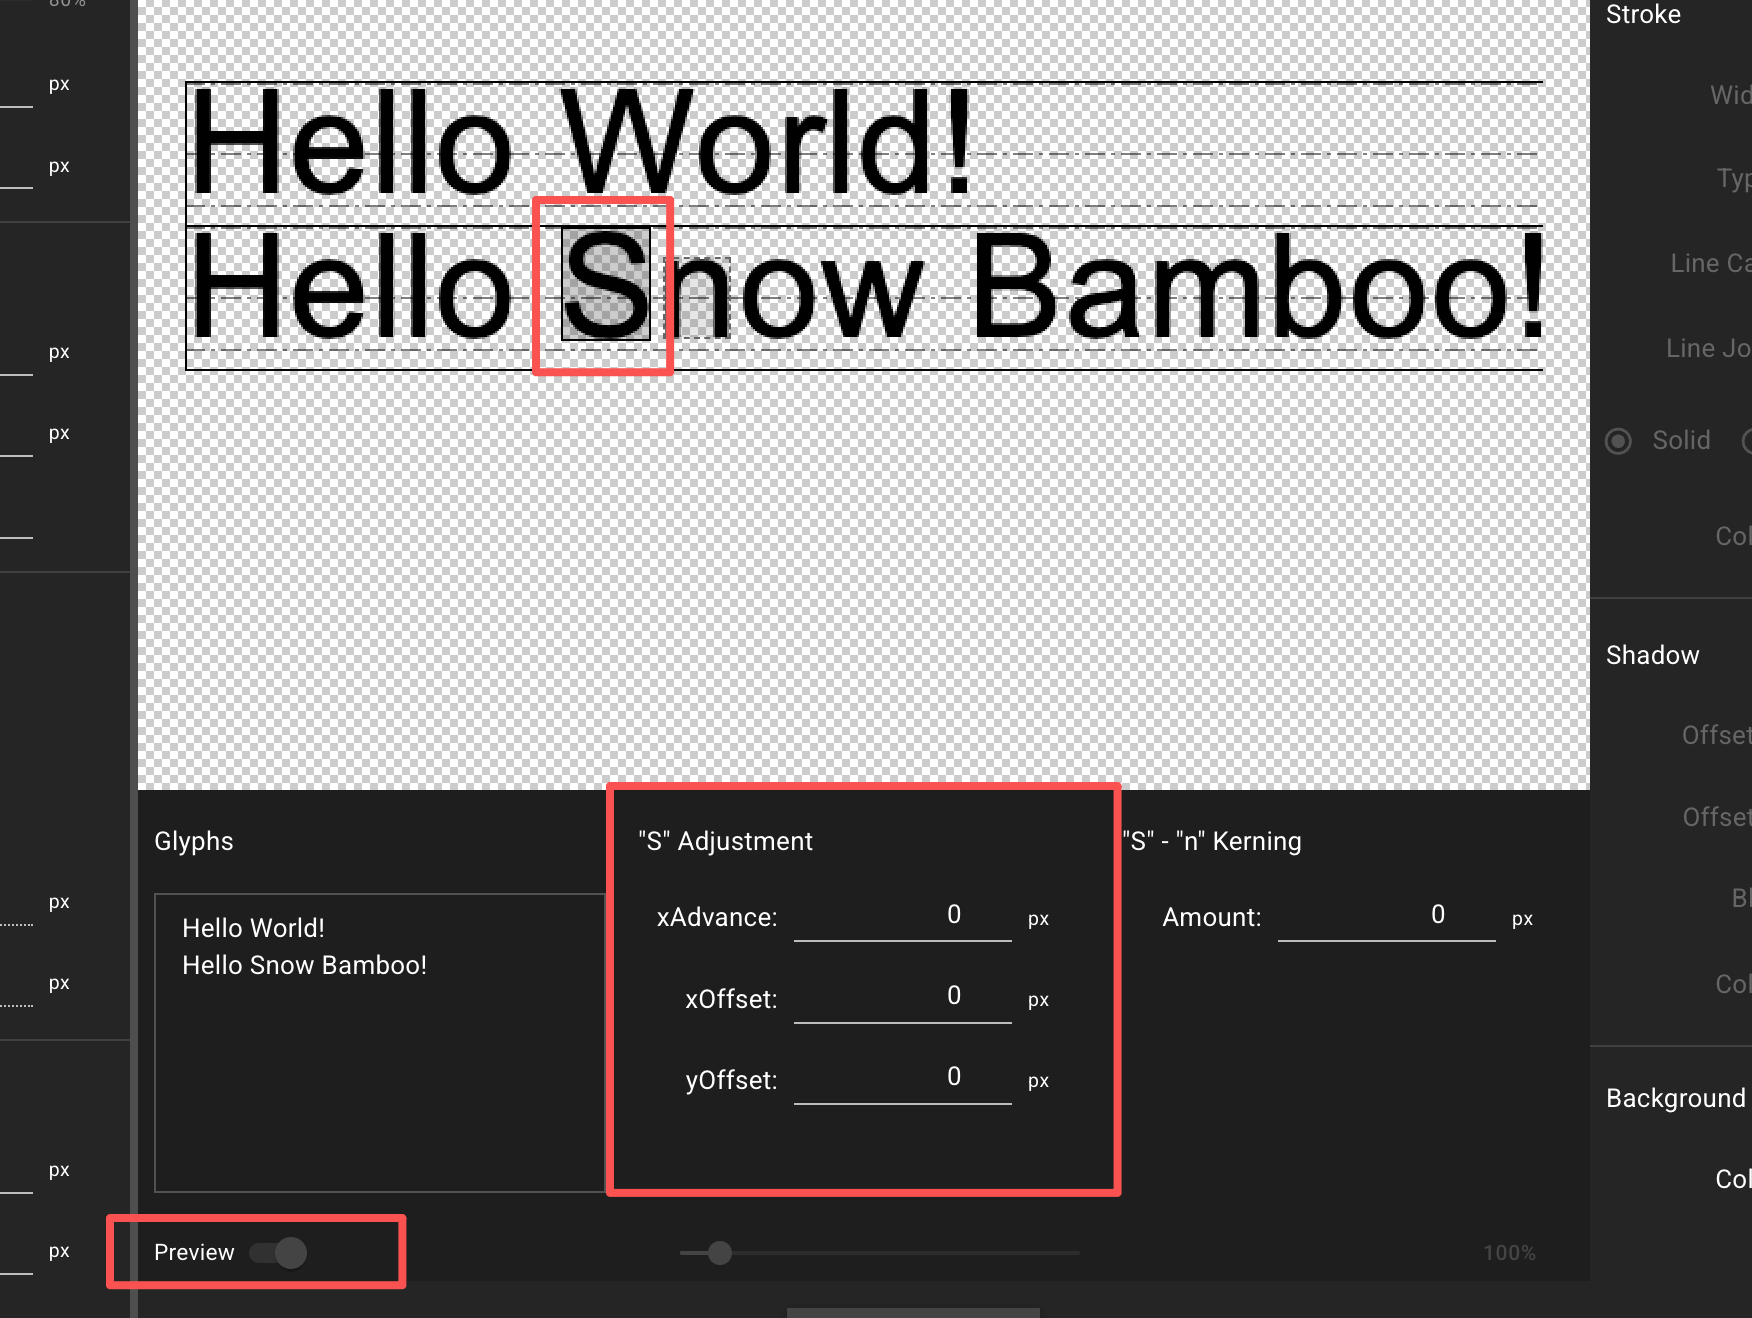 80%
px
px
px
px
px
px
px
px
Hello World!
Hello Snow Bamboo!
Glyphs
Hello World!
Hello Snow Bamboo!
"S" Adjustment
xAdvance: 0 px
xOffset: 0 px
yOffset: 0 px
"S" - "n" Kerning
Amount: 0 px
Preview
100%
Stroke
Wid
Typ
Line Ca
Line Jo
Solid
Col
Shadow
Offset
Offset
Bl
Col
Background
Col